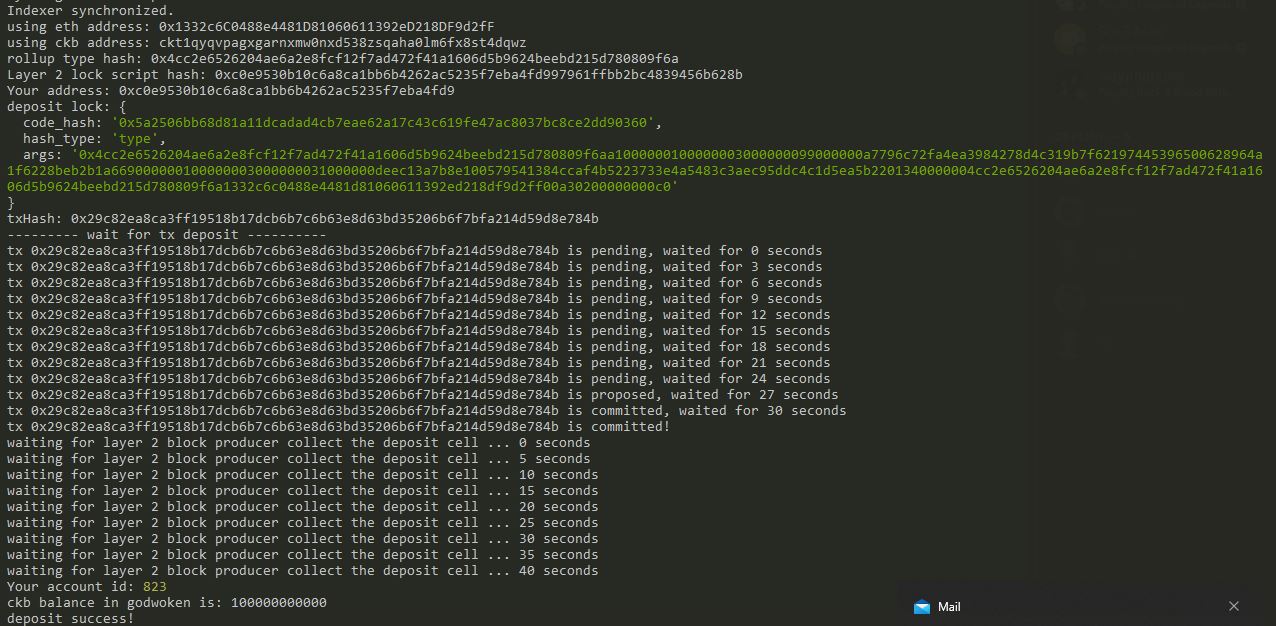 Indexer synchronized.
using eth address: 0x1332c6C0488e4481D81060611392eD218DF9d2fF
using ckb address: ckt1qyqvpagxgarnxmw0nxd538zsqaha0lm6fx8st4dqwz
rollup type hash: 0x4cc2e6526204ae6a2e8fcf12f7ad472f41a1606d5b9624beebd215d780809f6a
Layer 2 lock script hash: 0xc0e9530b10c6a8ca1bb6b4262ac5235f7eba4fd997961ffbb2bc4839456b628b
Your address: 0xc0e9530b10c6a8ca1bb6b4262ac5235f7eba4fd9
deposit lock: {
  code_hash: '0x5a2506bb68d81a11dcadad4cb7eae62a17c43c619fe47ac8037bc8ce2dd90360',
  hash_type: 'type',
  args: '0x4cc2e6526204ae6a2e8fcf12f7ad472f41a1606d5b9624beebd215d780809f6aa10000001000000030000000099000000a7796c72fa4ea3984278d4c319b7f62197445396500628964a
1f6228beb2b1a669000000010000000300000031000000deec13a7b8e100579541384ccaf4b5223733e4a5483c3aec95ddc4c1d5ea5b2201340000004cc2e6526204ae6a2e8fcf12f7ad472f41a16
06d5b9624beebd215d780809f6a1332c6c0488e4481d81060611392ed218df9d2ff00a30200000000c0'
}
txHash: 0x29c82ea8ca3ff19518b17dcb6b7c6b63e8d63bd35206b6f7bfa214d59d8e784b
--------- wait for tx deposit ----------
tx 0x29c82ea8ca3ff19518b17dcb6b7c6b63e8d63bd35206b6f7bfa214d59d8e784b is pending, waited for 0 seconds
tx 0x29c82ea8ca3ff19518b17dcb6b7c6b63e8d63bd35206b6f7bfa214d59d8e784b is pending, waited for 3 seconds
tx 0x29c82ea8ca3ff19518b17dcb6b7c6b63e8d63bd35206b6f7bfa214d59d8e784b is pending, waited for 6 seconds
tx 0x29c82ea8ca3ff19518b17dcb6b7c6b63e8d63bd35206b6f7bfa214d59d8e784b is pending, waited for 9 seconds
tx 0x29c82ea8ca3ff19518b17dcb6b7c6b63e8d63bd35206b6f7bfa214d59d8e784b is pending, waited for 12 seconds
tx 0x29c82ea8ca3ff19518b17dcb6b7c6b63e8d63bd35206b6f7bfa214d59d8e784b is pending, waited for 15 seconds
tx 0x29c82ea8ca3ff19518b17dcb6b7c6b63e8d63bd35206b6f7bfa214d59d8e784b is pending, waited for 18 seconds
tx 0x29c82ea8ca3ff19518b17dcb6b7c6b63e8d63bd35206b6f7bfa214d59d8e784b is pending, waited for 21 seconds
tx 0x29c82ea8ca3ff19518b17dcb6b7c6b63e8d63bd35206b6f7bfa214d59d8e784b is pending, waited for 24 seconds
tx 0x29c82ea8ca3ff19518b17dcb6b7c6b63e8d63bd35206b6f7bfa214d59d8e784b is proposed, waited for 27 seconds
tx 0x29c82ea8ca3ff19518b17dcb6b7c6b63e8d63bd35206b6f7bfa214d59d8e784b is committed, waited for 30 seconds
tx 0x29c82ea8ca3ff19518b17dcb6b7c6b63e8d63bd35206b6f7bfa214d59d8e784b is committed!
waiting for layer 2 block producer collect the deposit cell ... 0 seconds
waiting for layer 2 block producer collect the deposit cell ... 5 seconds
waiting for layer 2 block producer collect the deposit cell ... 10 seconds
waiting for layer 2 block producer collect the deposit cell ... 15 seconds
waiting for layer 2 block producer collect the deposit cell ... 20 seconds
waiting for layer 2 block producer collect the deposit cell ... 25 seconds
waiting for layer 2 block producer collect the deposit cell ... 30 seconds
waiting for layer 2 block producer collect the deposit cell ... 35 seconds
waiting for layer 2 block producer collect the deposit cell ... 40 seconds
Your account id: 823
ckb balance in godwoken is: 100000000000
deposit success!
Mail